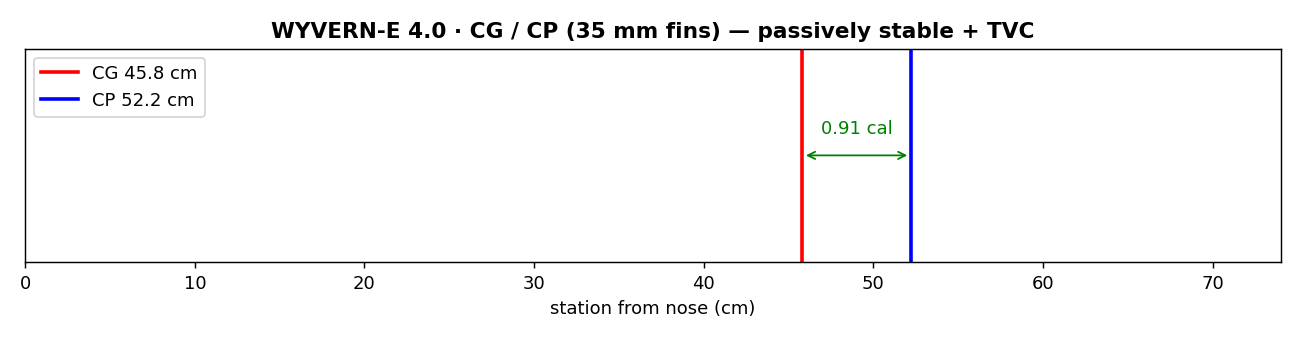 WYVERN-E 4.0 · CG / CP (35 mm fins) — passively stable + TVC
CG 45.8 cm
CP 52.2 cm
0.91 cal
0 10 20 30 40 50 60 70
station from nose (cm)